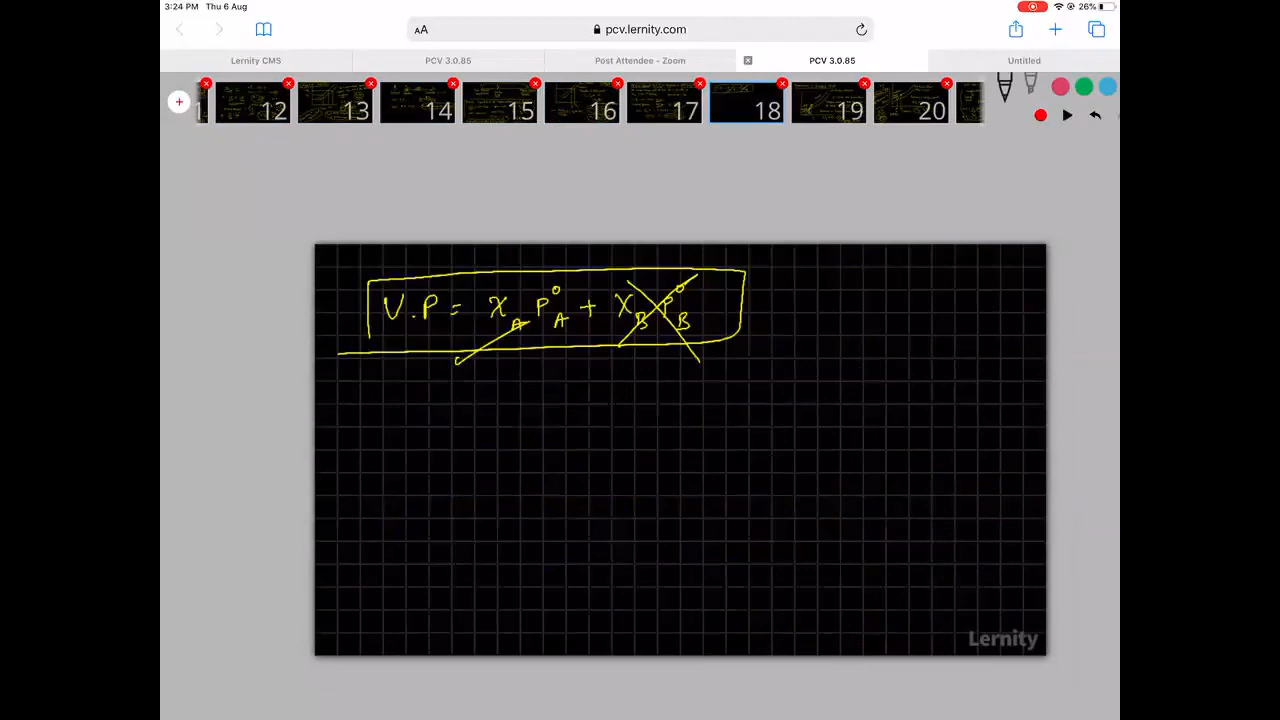 3:24 PM Thu 6 Aug
26%
AA
pcv.lernity.com
Lernity CMS
PCV 3.0.85
Post Attendee - Zoom
PCV 3.0.85
Untitled
12 13 14 15 16 17 18 19 20
V.P = x_A P°_A + x_B P°_B
Lernity